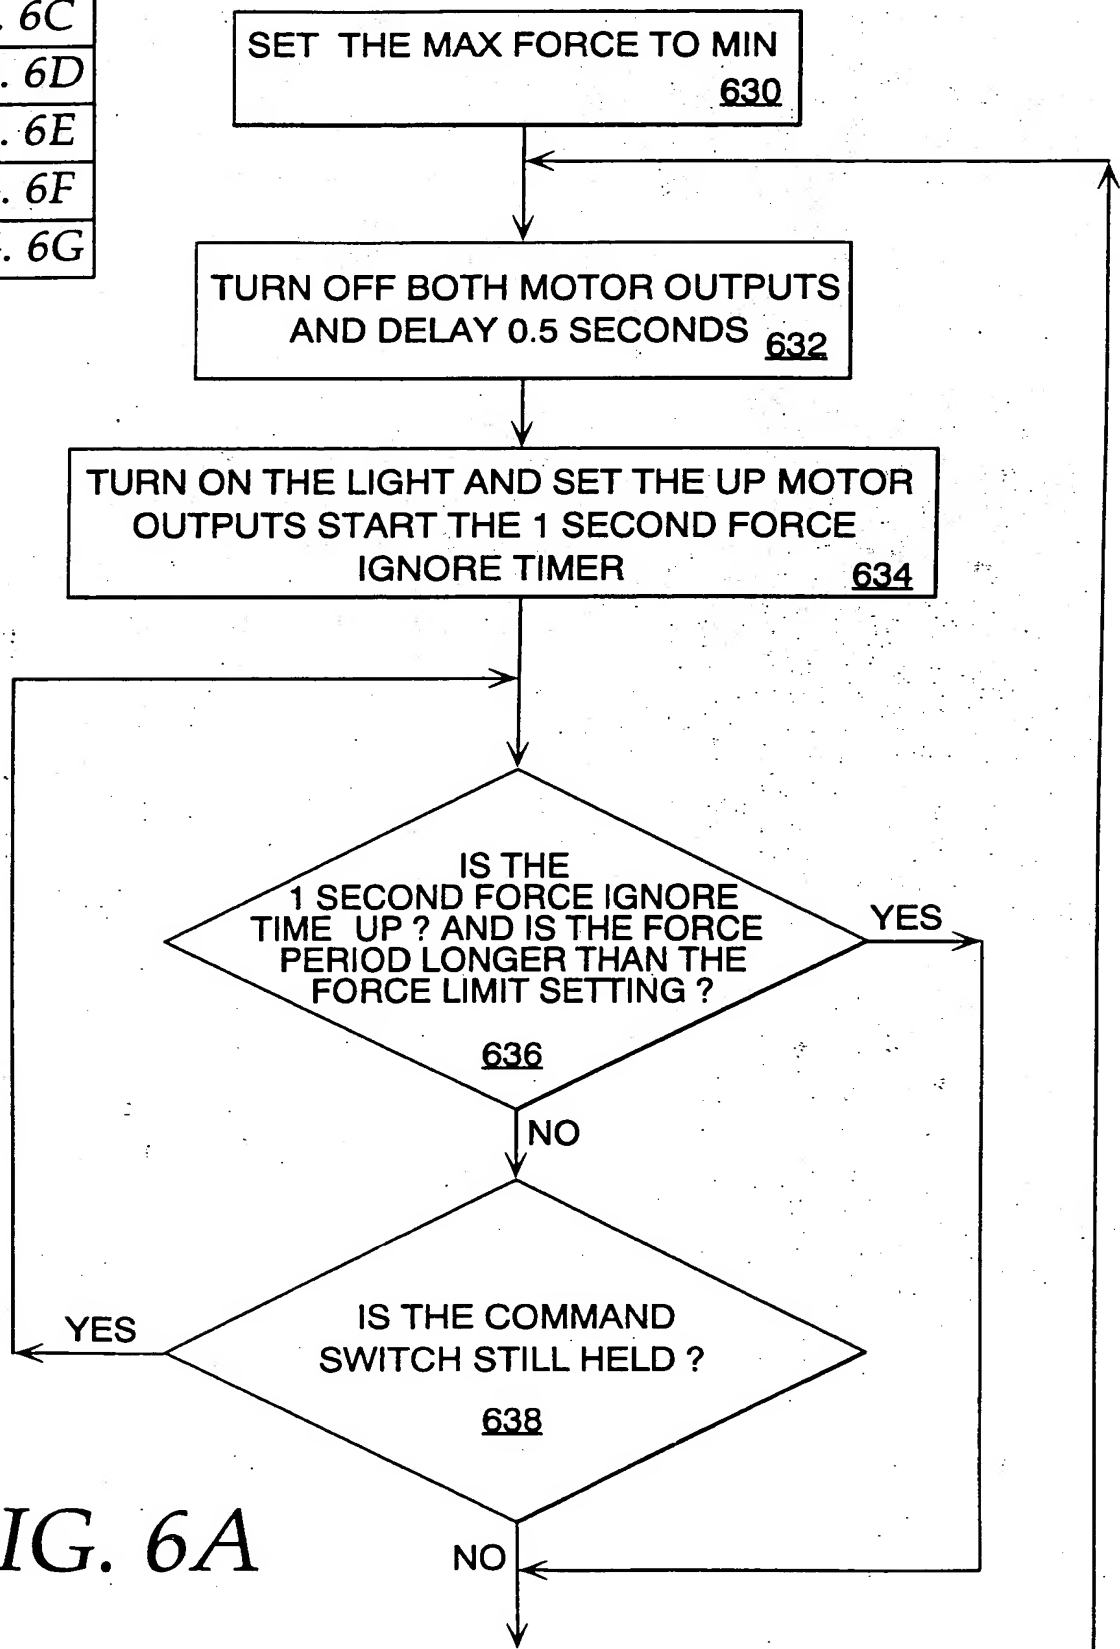 . 6C
. 6D
. 6E
. 6F
. 6G
SET THE MAX FORCE TO MIN
630
TURN OFF BOTH MOTOR OUTPUTS
AND DELAY 0.5 SECONDS
632
TURN ON THE LIGHT AND SET THE UP MOTOR
OUTPUTS START THE 1 SECOND FORCE
IGNORE TIMER
634
IS THE
1 SECOND FORCE IGNORE
TIME UP ? AND IS THE FORCE
PERIOD LONGER THAN THE
FORCE LIMIT SETTING ?
636
YES
NO
IS THE COMMAND
SWITCH STILL HELD ?
638
YES
NO
IG. 6A